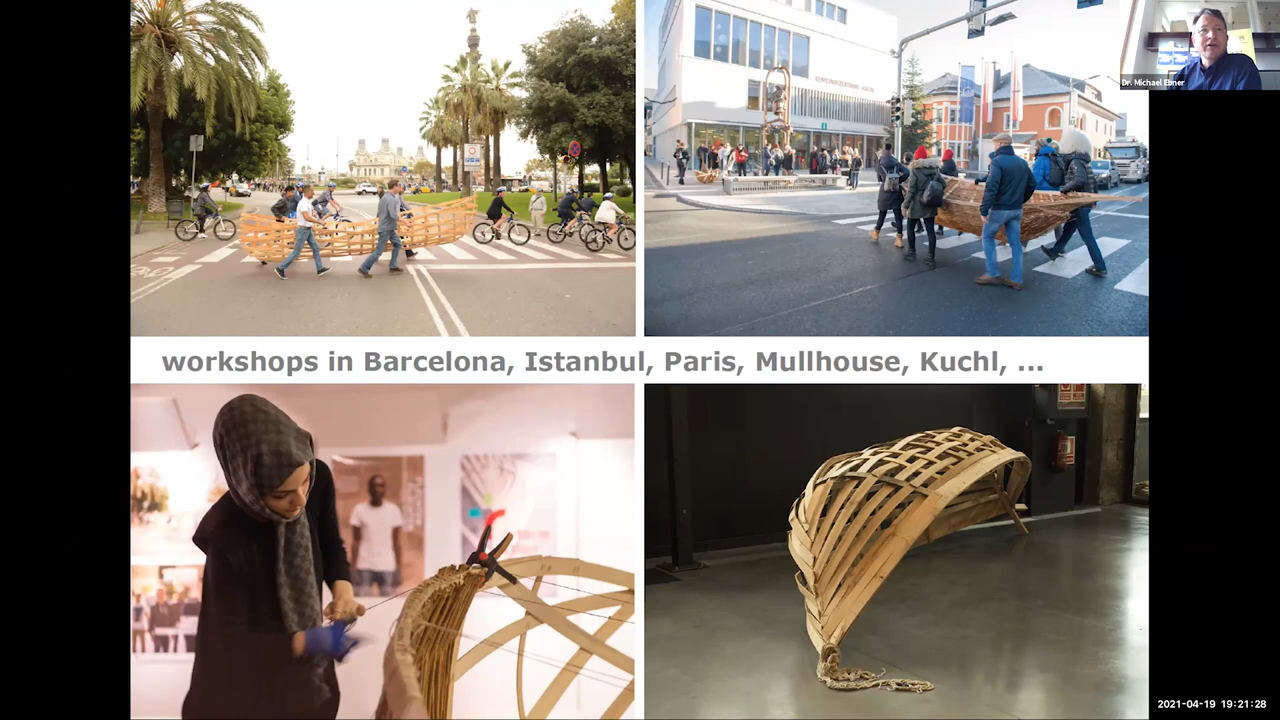 Dr. Michael Ebner
workshops in Barcelona, Istanbul, Paris, Mullhouse, Kuchl, ...
2021-04-19 19:21:28